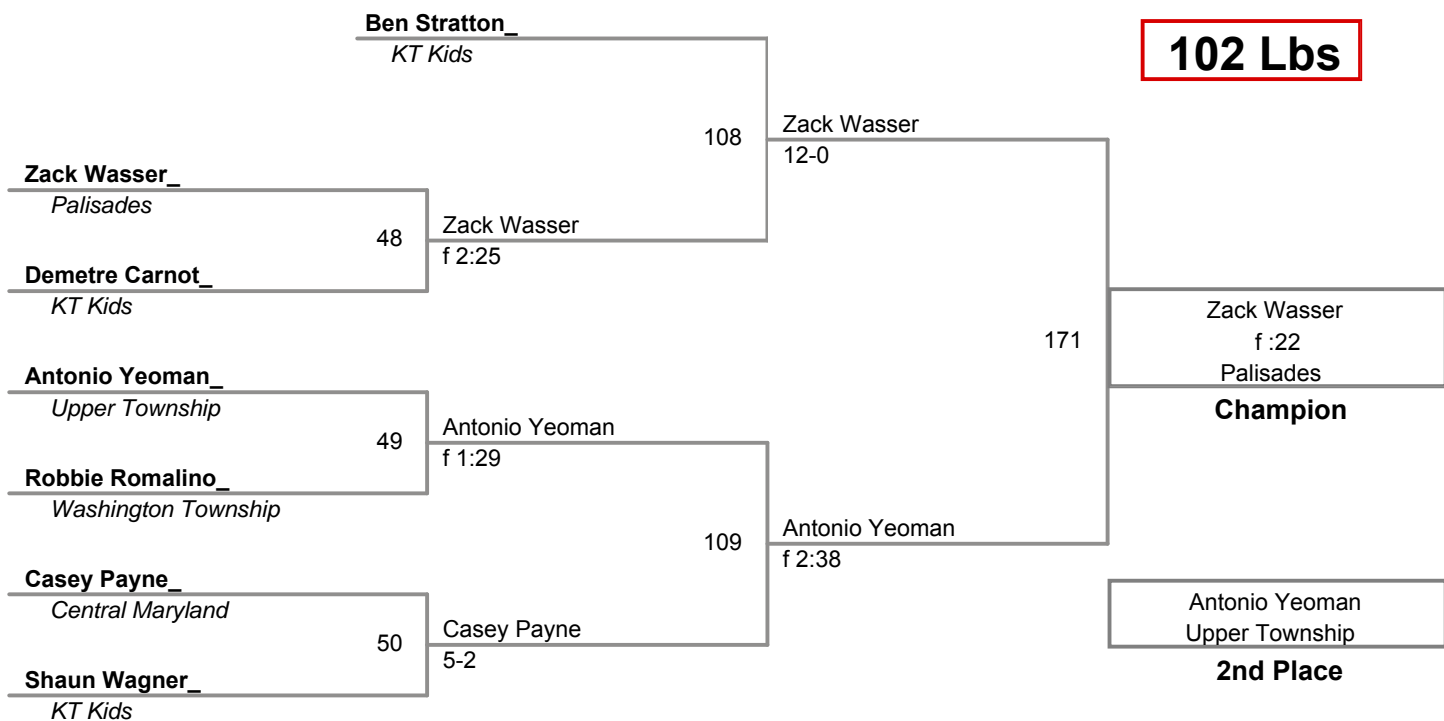 Ben Stratton_
KT Kids
102 Lbs
108
Zack Wasser
12-0
Zack Wasser_
Palisades
48
Zack Wasser
f 2:25
Demetre Carnot_
KT Kids
171
Zack Wasser
f :22
Palisades
Champion
Antonio Yeoman_
Upper Township
49
Antonio Yeoman
f 1:29
Robbie Romalino_
Washington Township
109
Antonio Yeoman
f 2:38
Casey Payne_
Central Maryland
50
Casey Payne
5-2
Shaun Wagner_
KT Kids
Antonio Yeoman
Upper Township
2nd Place